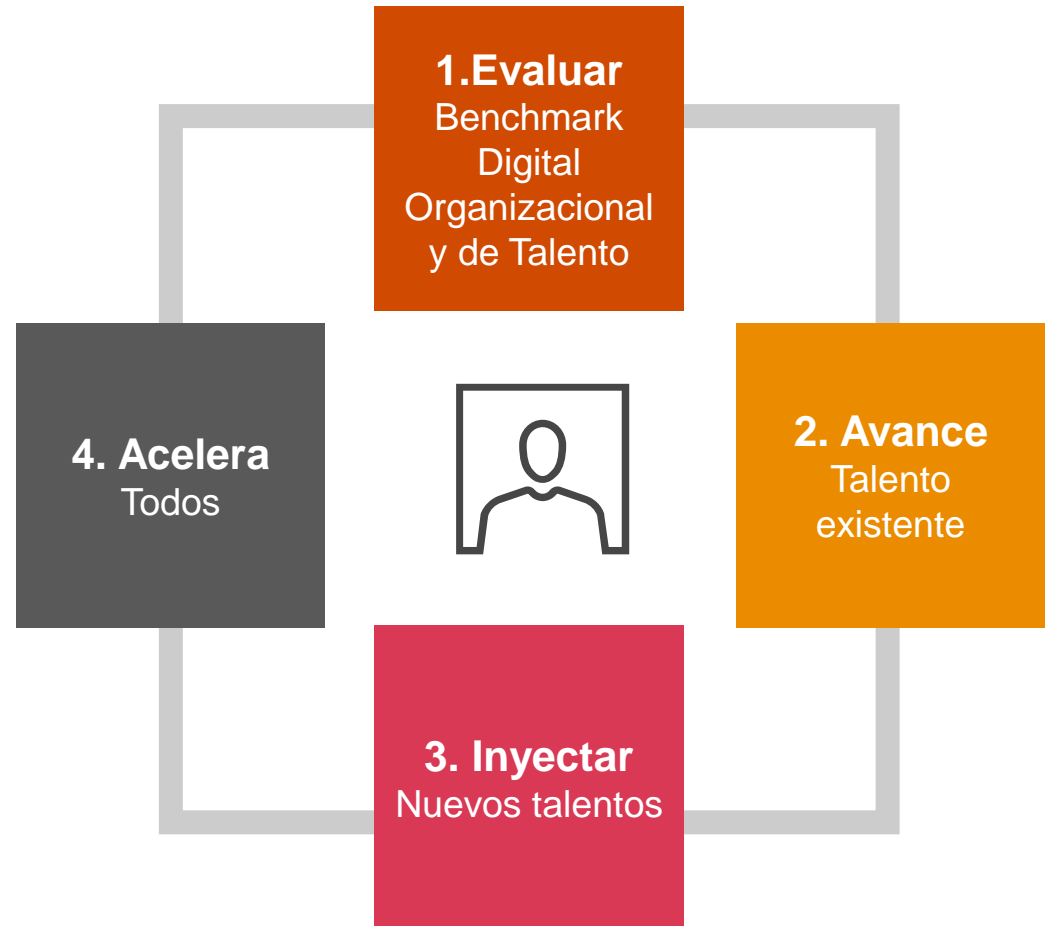 1.Evaluar
Benchmark
Digital
Organizacional
y de Talento
2. Avance
Talento
existente
3. Inyectar
Nuevos talentos
4. Acelera
Todos